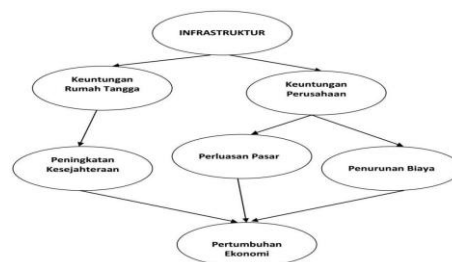 INFRASTRUKTUR
Keuntungan
Rumah Tangga
Keuntungan
Perusahaan
Peningkatan
Kesejahteraan
Perluasan Pasar
Penurunan Biaya
Pertumbuhan
Ekonomi